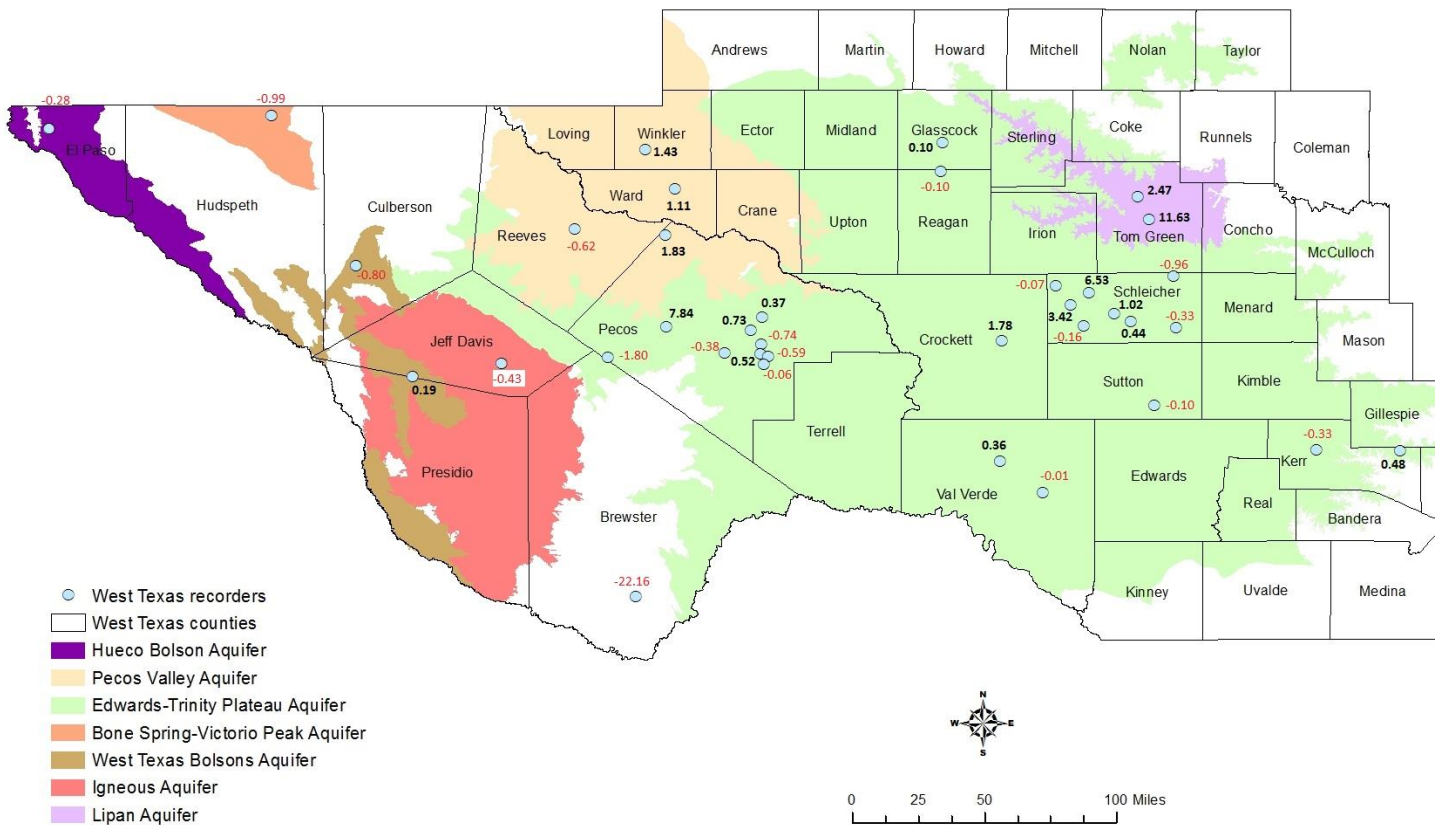 Andrews
Martin
Howard
Mitchell
Nolan
Taylor
-0.28
-0.99
Loving
Winkler
1.43
Ector
Midland
Glasscock
0.10
Sterling
Coke
Runnels
Coleman
El Paso
Hudspeth
Culberson
Ward
1.11
Crane
Upton
-0.10
Reagan
Irion
2.47
11.63
Tom Green
Concho
McCulloch
Reeves
-0.62
1.83
-0.80
-0.07
6.53
-0.96
Schleicher
1.02
3.42
-0.16
0.44
-0.33
Menard
Mason
Jeff Davis
-0.43
0.19
Pecos
7.84
0.37
0.73
-0.74
-0.38
0.52
-0.59
-0.06
-1.80
Crockett
1.78
Sutton
-0.10
Kimble
Gillespie
Terrell
Presidio
Brewster
-22.16
0.36
-0.01
Val Verde
Edwards
Real
-0.33
Kerr
0.48
Bandera
Kinney
Uvalde
Medina
West Texas recorders
West Texas counties
Hueco Bolson Aquifer
Pecos Valley Aquifer
Edwards-Trinity Plateau Aquifer
Bone Spring-Victorio Peak Aquifer
West Texas Bolsons Aquifer
Igneous Aquifer
Lipan Aquifer
N
W E
S
0 25 50 100 Miles